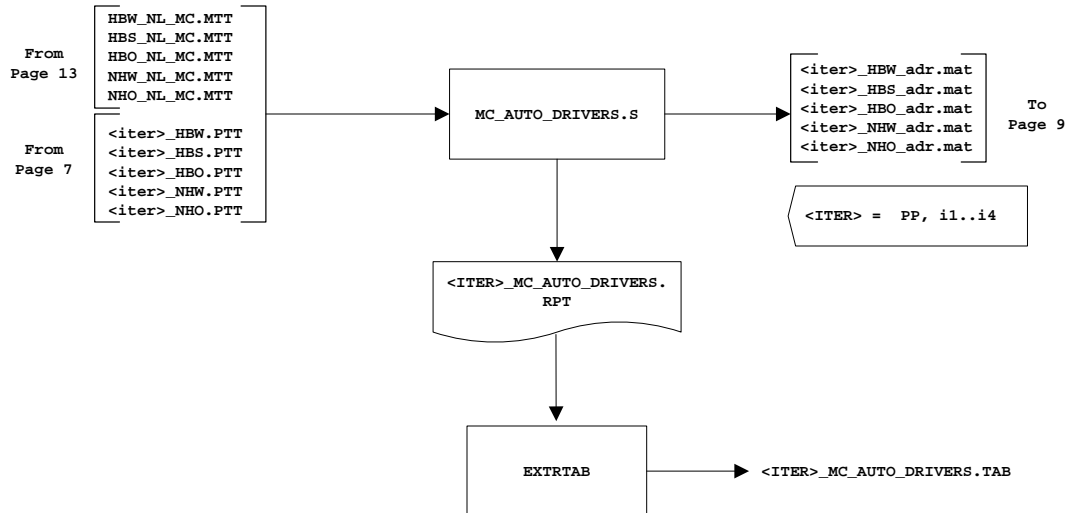 From
Page 13
HBW_NL_MC.MTT
HBS_NL_MC.MTT
HBO_NL_MC.MTT
NHW_NL_MC.MTT
NHO_NL_MC.MTT
From
Page 7
<iter>_HBW.PTT
<iter>_HBS.PTT
<iter>_HBO.PTT
<iter>_NHW.PTT
<iter>_NHO.PTT
MC_AUTO_DRIVERS.S
<iter>_HBW_adr.mat
<iter>_HBS_adr.mat
<iter>_HBO_adr.mat
<iter>_NHW_adr.mat
<iter>_NHO_adr.mat
To
Page 9
<ITER> = PP, i1..i4
<ITER>_MC_AUTO_DRIVERS.
RPT
EXTRTAB
<ITER>_MC_AUTO_DRIVERS.TAB